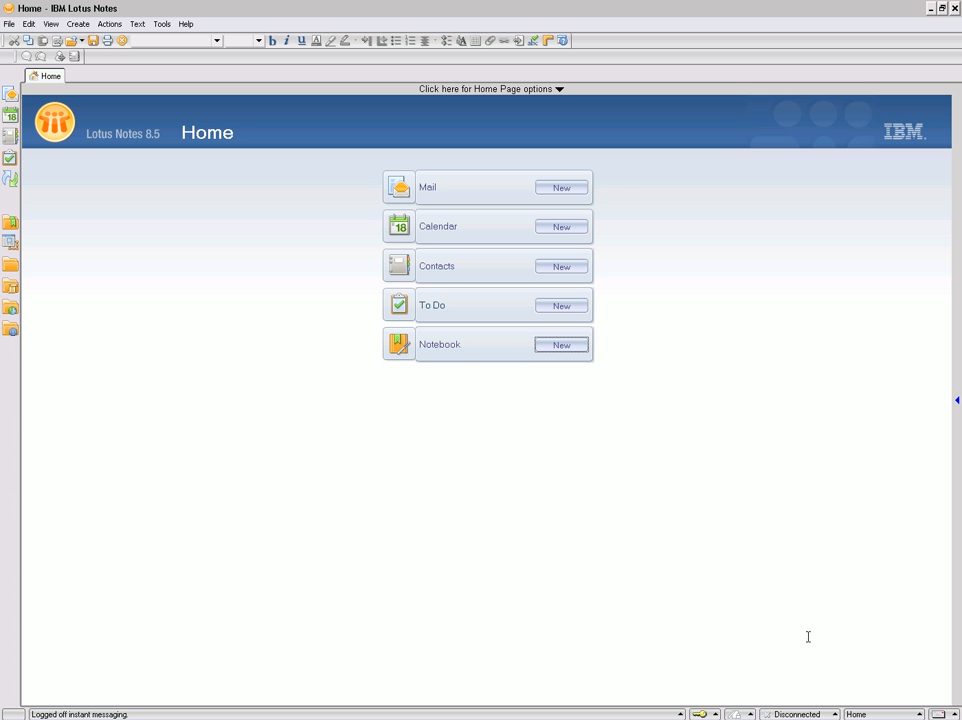 Home - IBM Lotus Notes
File Edit View Create Actions Text Tools Help
b i U A
Home
Click here for Home Page options
Lotus Notes 8.5 Home IBM
18
Mail New
18 Calendar New
Contacts New
To Do New
Notebook New
Logged off instant messaging. Disconnected Home